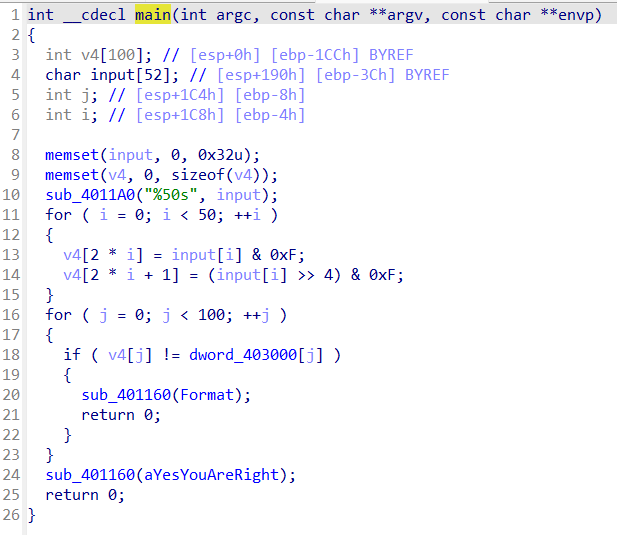 1 int __cdecl main(int argc, const char **argv, const char **envp)
2 {
3   int v4[100]; // [esp+0h] [ebp-1CCh] BYREF
4   char input[52]; // [esp+190h] [ebp-3Ch] BYREF
5   int j; // [esp+1C4h] [ebp-8h]
6   int i; // [esp+1C8h] [ebp-4h]
7
8   memset(input, 0, 0x32u);
9   memset(v4, 0, sizeof(v4));
10   sub_4011A0("%50s", input);
11   for ( i = 0; i < 50; ++i )
12   {
13     v4[2 * i] = input[i] & 0xF;
14     v4[2 * i + 1] = (input[i] >> 4) & 0xF;
15   }
16   for ( j = 0; j < 100; ++j )
17   {
18     if ( v4[j] != dword_403000[j] )
19     {
20       sub_401160(Format);
21       return 0;
22     }
23   }
24   sub_401160(aYesYouAreRight);
25   return 0;
26 }